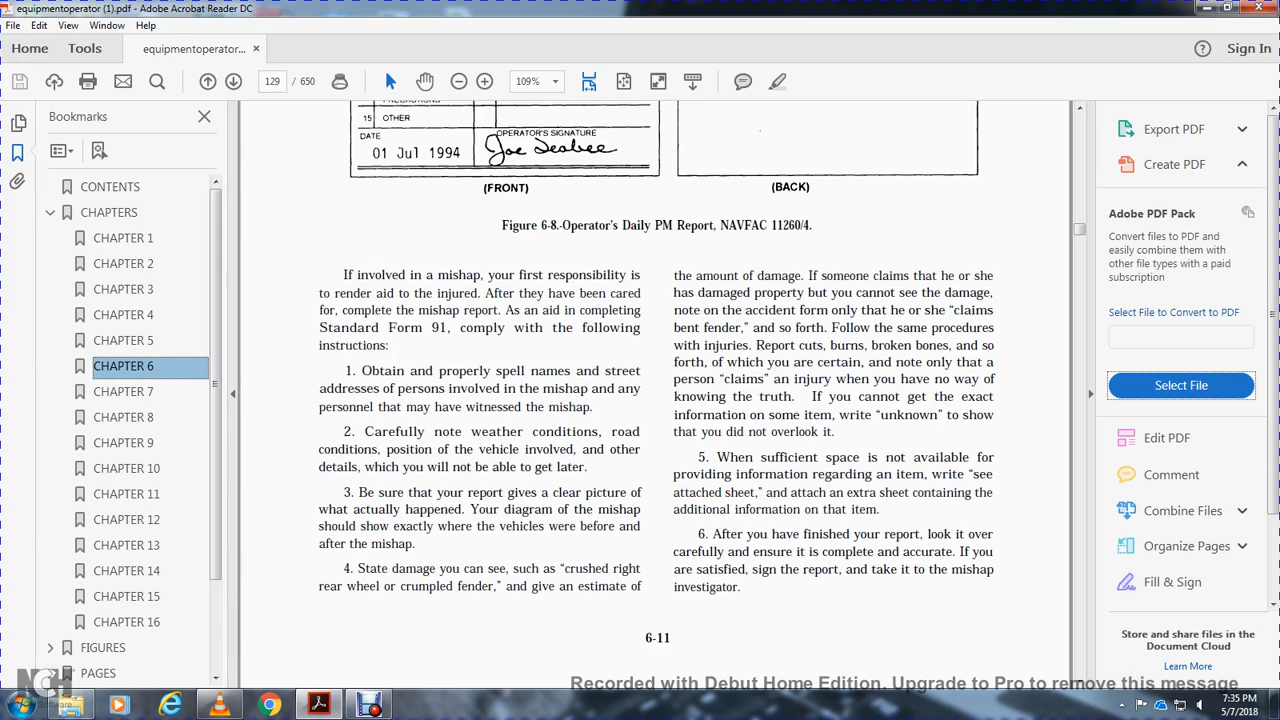 equipmentoperator (1).pdf - Adobe Acrobat Reader DC
File Edit View Window Help
Home Tools equipmentoperator... × Sign In
129 / 650 109%
Bookmarks
CONTENTS
CHAPTERS
CHAPTER 1
CHAPTER 2
CHAPTER 3
CHAPTER 4
CHAPTER 5
CHAPTER 6
CHAPTER 7
CHAPTER 8
CHAPTER 9
CHAPTER 10
CHAPTER 11
CHAPTER 12
CHAPTER 13
CHAPTER 14
CHAPTER 15
CHAPTER 16
FIGURES
PAGES
PRECAUTIONS
15 OTHER
DATE OPERATOR'S SIGNATURE
01 Jul 1994 Joe Seabee
(FRONT) (BACK)
Figure 6-8.-Operator's Daily PM Report, NAVFAC 11260/4.
If involved in a mishap, your first responsibility is
to render aid to the injured. After they have been cared
for, complete the mishap report. As an aid in completing
Standard Form 91, comply with the following
instructions:
1. Obtain and properly spell names and street
addresses of persons involved in the mishap and any
personnel that may have witnessed the mishap.
2. Carefully note weather conditions, road
conditions, position of the vehicle involved, and other
details, which you will not be able to get later.
3. Be sure that your report gives a clear picture of
what actually happened. Your diagram of the mishap
should show exactly where the vehicles were before and
after the mishap.
4. State damage you can see, such as “crushed right
rear wheel or crumpled fender,” and give an estimate of
the amount of damage. If someone claims that he or she
has damaged property but you cannot see the damage,
note on the accident form only that he or she “claims
bent fender,” and so forth. Follow the same procedures
with injuries. Report cuts, burns, broken bones, and so
forth, of which you are certain, and note only that a
person “claims” an injury when you have no way of
knowing the truth. If you cannot get the exact
information on some item, write “unknown” to show
that you did not overlook it.
5. When sufficient space is not available for
providing information regarding an item, write “see
attached sheet,” and attach an extra sheet containing the
additional information on that item.
6. After you have finished your report, look it over
carefully and ensure it is complete and accurate. If you
are satisfied, sign the report, and take it to the mishap
investigator.
6-11
Export PDF
Create PDF
Adobe PDF Pack
Convert files to PDF and
easily combine them with
other file types with a paid
subscription
Select File to Convert to PDF
Select File
Edit PDF
Comment
Combine Files
Organize Pages
Fill & Sign
Store and share files in the
Document Cloud
Learn More
NCH
Software
Recorded with Debut Home Edition. Upgrade to Pro to remove this message
7:35 PM
5/7/2018